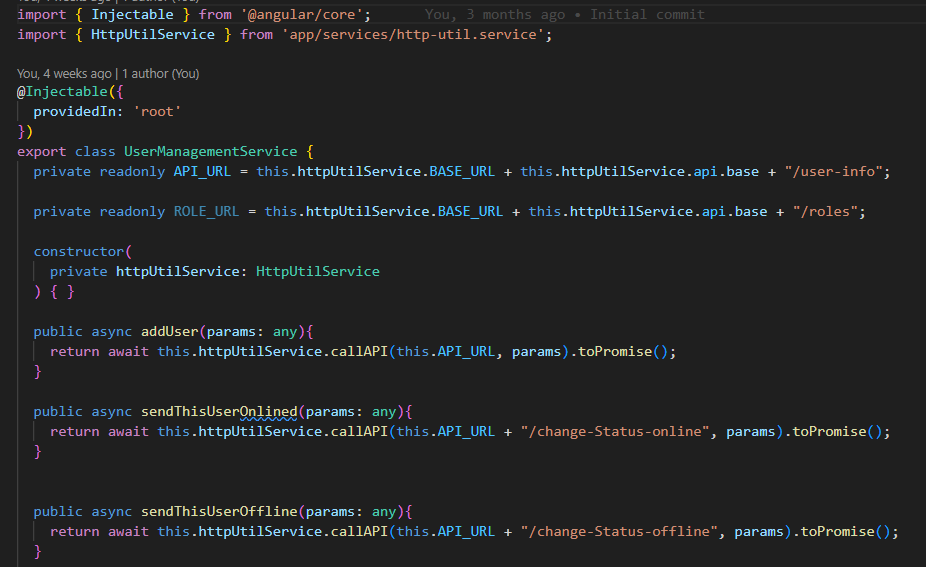 import { Injectable } from '@angular/core'; You, 3 months ago • Initial commit
import { HttpUtilService } from 'app/services/http-util.service';
You, 4 weeks ago | 1 author (You)
@Injectable({
  providedIn: 'root'
})
export class UserManagementService {
  private readonly API_URL = this.httpUtilService.BASE_URL + this.httpUtilService.api.base + "/user-info";
  private readonly ROLE_URL = this.httpUtilService.BASE_URL + this.httpUtilService.api.base + "/roles";
  constructor(
    private httpUtilService: HttpUtilService
  ) { }
  public async addUser(params: any){
    return await this.httpUtilService.callAPI(this.API_URL, params).toPromise();
  }
  public async sendThisUserOnlined(params: any){
    return await this.httpUtilService.callAPI(this.API_URL + "/change-Status-online", params).toPromise();
  }
  public async sendThisUserOffline(params: any){
    return await this.httpUtilService.callAPI(this.API_URL + "/change-Status-offline", params).toPromise();
  }